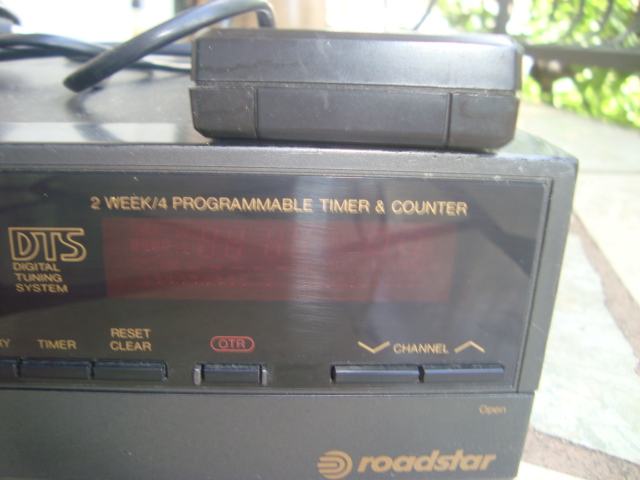 2 WEEK/4 PROGRAMMABLE TIMER & COUNTER
DTS
DIGITAL
TUNING
SYSTEM
TIMER
RESET
CLEAR
OTR
CHANNEL
Open
roadstar